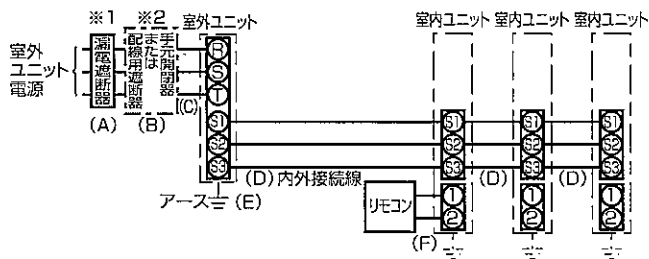 ※1
※2
室外ユニット
室内ユニット
室内ユニット
室内ユニット
室外
ユニット
電源
漏電遮断器
配線用遮断器
または
手元開閉器
(A)
(B)
(C)
R
S
T
S1
S2
S3
S1
S2
S3
S1
S2
S3
S1
S2
S3
(D) 内外接続線
(D)
(D)
アース
(E)
リモコン
(F)
1
2
1
2
1
2